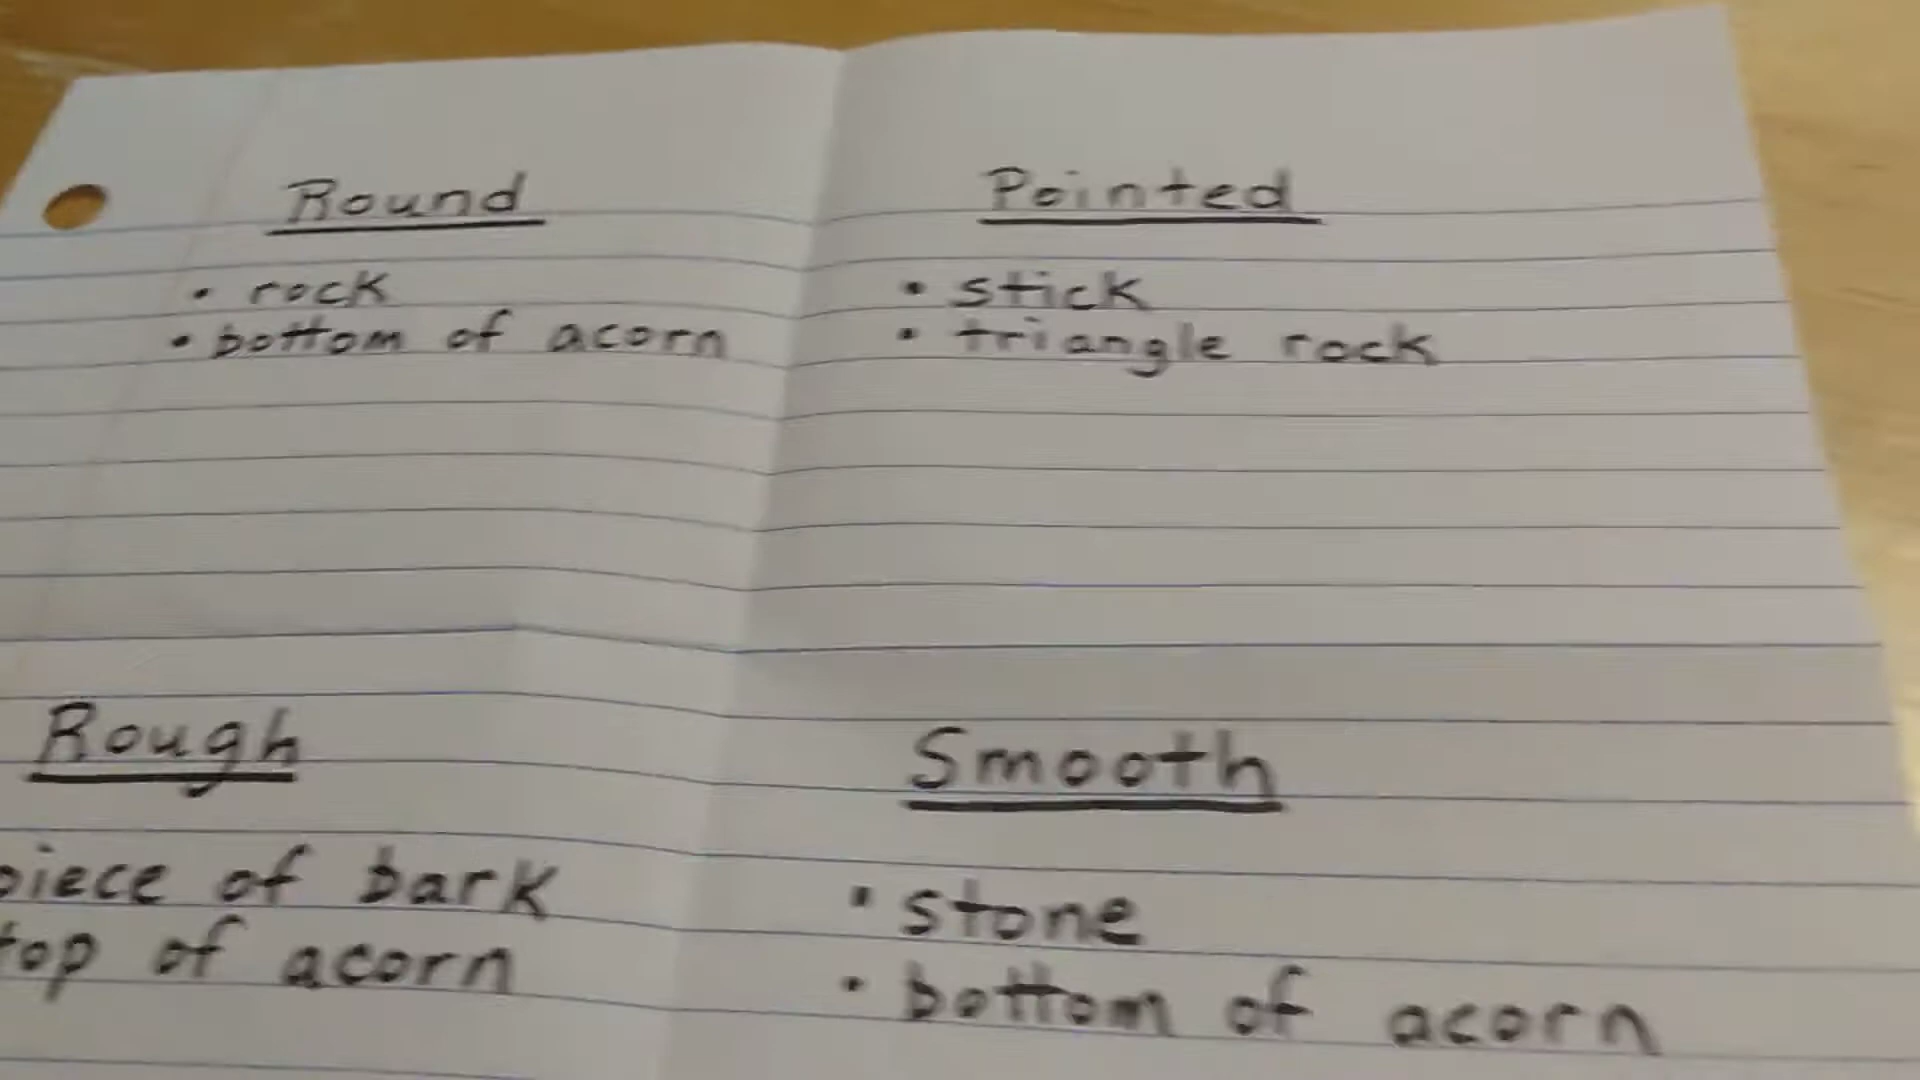 Round
• rock
• bottom of acorn
Pointed
• stick
• triangle rock
Rough
piece of bark
top of acorn
Smooth
• stone
• bottom of acorn